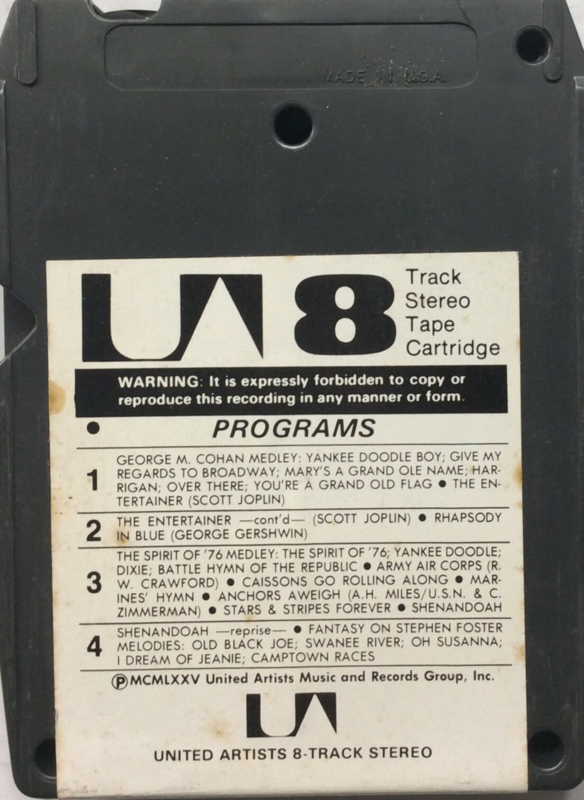 MADE IN U.S.A.
UA 8 Track
Stereo
Tape
Cartridge
WARNING: It is expressly forbidden to copy or
reproduce this recording in any manner or form.
• PROGRAMS
1 GEORGE M. COHAN MEDLEY: YANKEE DOODLE BOY; GIVE MY
REGARDS TO BROADWAY; MARY'S A GRAND OLE NAME; HAR-
RIGAN; OVER THERE; YOU'RE A GRAND OLD FLAG • THE EN-
TERTAINER (SCOTT JOPLIN)
2 THE ENTERTAINER —cont'd— (SCOTT JOPLIN) • RHAPSODY
IN BLUE (GEORGE GERSHWIN)
3 THE SPIRIT OF '76 MEDLEY: THE SPIRIT OF '76; YANKEE DOODLE;
DIXIE; BATTLE HYMN OF THE REPUBLIC • ARMY AIR CORPS (R.
W. CRAWFORD) • CAISSONS GO ROLLING ALONG • MAR-
INES' HYMN • ANCHORS AWEIGH (A.H. MILES/U.S.N. & C.
ZIMMERMAN) • STARS & STRIPES FOREVER • SHENANDOAH
4 SHENANDOAH —reprise— • FANTASY ON STEPHEN FOSTER
MELODIES: OLD BLACK JOE; SWANEE RIVER; OH SUSANNA;
I DREAM OF JEANIE; CAMPTOWN RACES
Ⓟ MCMLXXV United Artists Music and Records Group, Inc.
UA
UNITED ARTISTS 8-TRACK STEREO